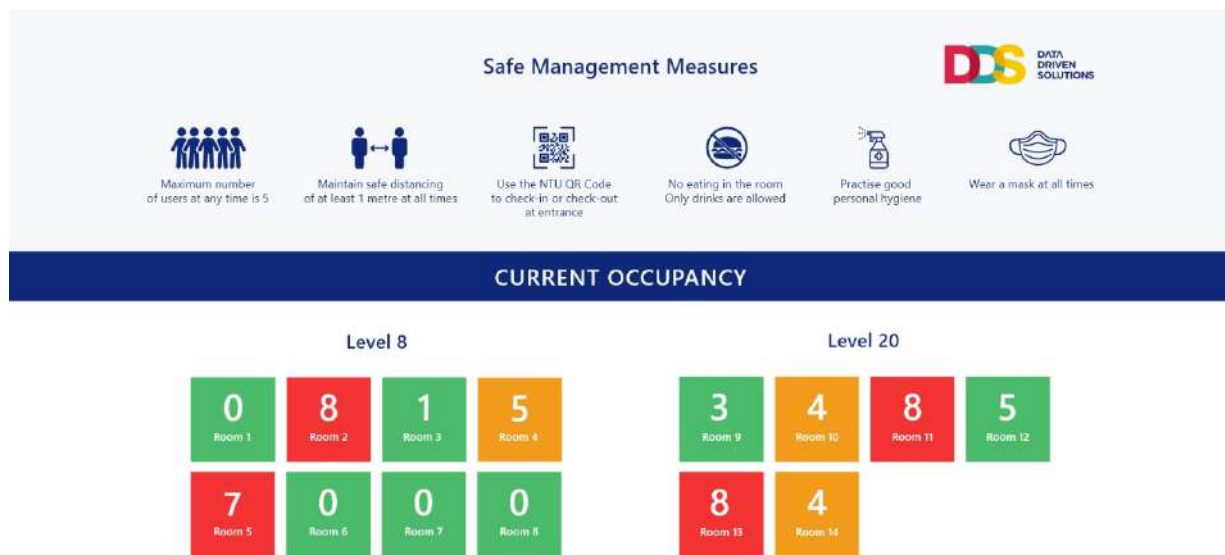 Safe Management Measures
DDS
DATA
DRIVEN
SOLUTIONS
Maximum number
of users at any time is 5
Maintain safe distancing
of at least 1 metre at all times
Use the NTU QR Code
to check-in or check-out
at entrance
No eating in the room
Only drinks are allowed
Practise good
personal hygiene
Wear a mask at all times
CURRENT OCCUPANCY
Level 8
0
Room 1
8
Room 2
1
Room 3
5
Room 4
7
Room 5
0
Room 6
0
Room 7
0
Room 8
Level 20
3
Room 9
4
Room 10
8
Room 11
5
Room 12
8
Room 13
4
Room 14